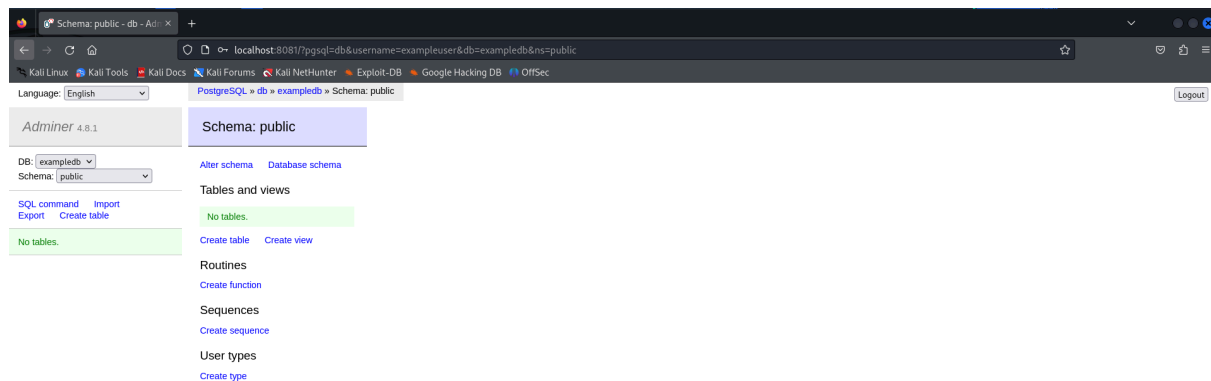 Schema: public - db - Adn
localhost:8081/?pgsql=db&username=exampleuser&db=exampledb&ns=public
Kali Linux Kali Tools Kali Docs Kali Forums Kali NetHunter Exploit-DB Google Hacking DB OffSec
Language: English
PostgreSQL » db » exampledb » Schema: public
Logout
Adminer 4.8.1
Schema: public
DB: exampledb
Schema: public
SQL command Import
Export Create table
No tables.
Alter schema Database schema
Tables and views
No tables.
Create table Create view
Routines
Create function
Sequences
Create sequence
User types
Create type